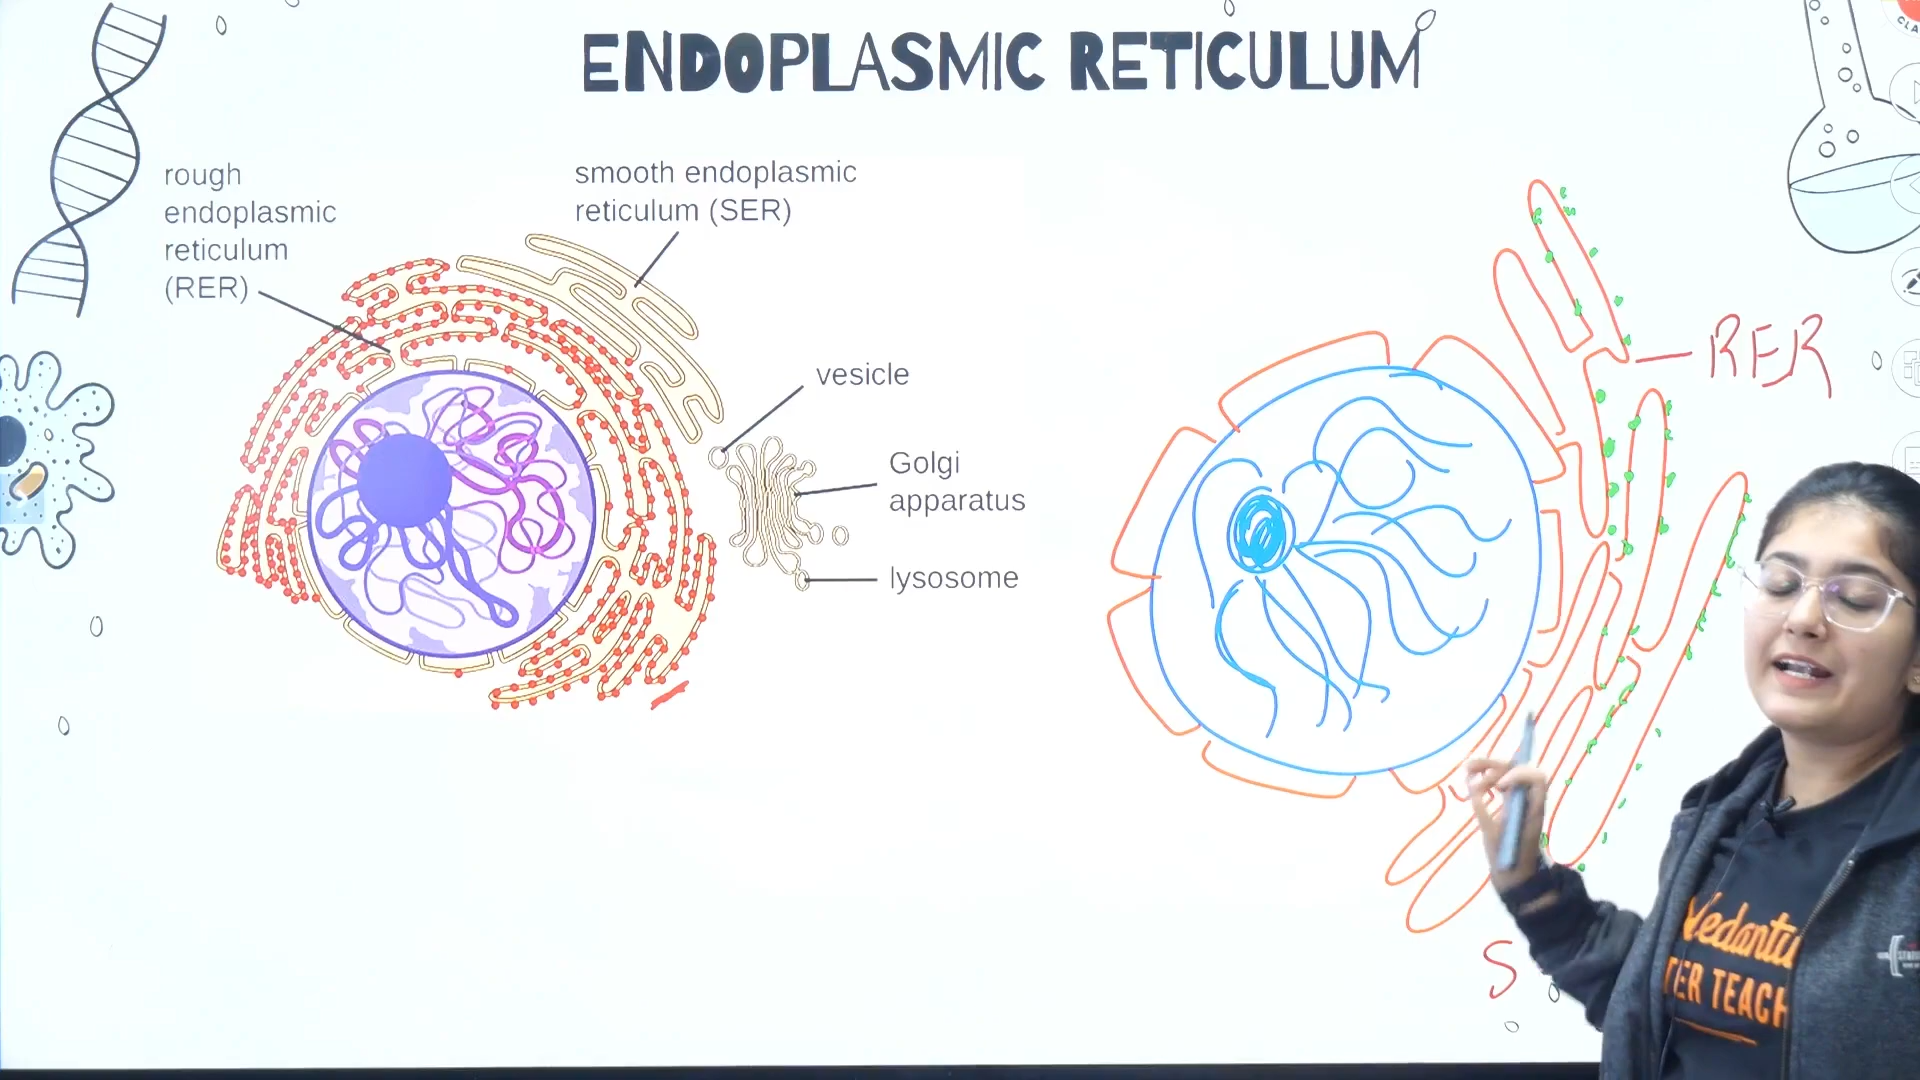 ENDOPLASMIC RETICULUM
rough
endoplasmic
reticulum
(RER)
smooth endoplasmic
reticulum (SER)
vesicle
Golgi
apparatus
lysosome
RER
S
Vedantu
TER TEACH